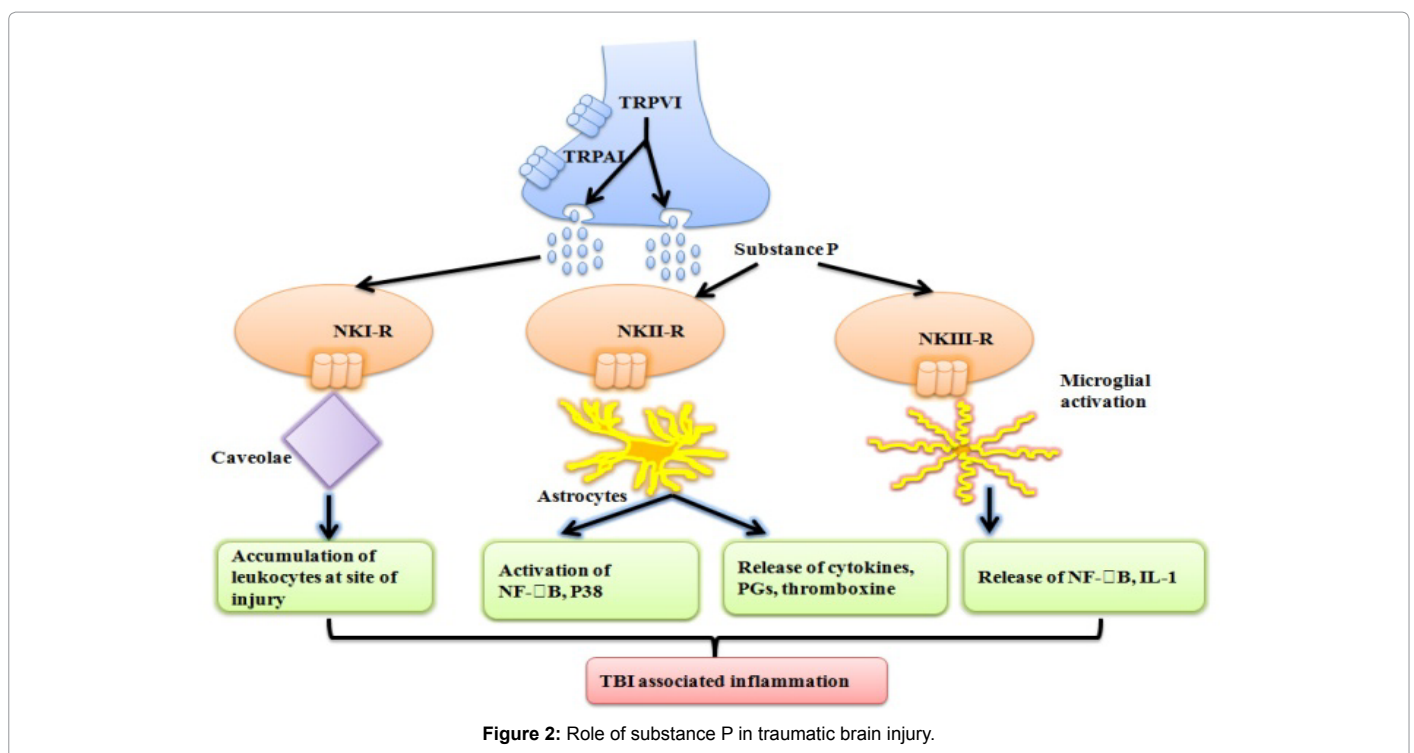 TRPVI
TRPAI
Substance P
NKI-R
NKII-R
NKIII-R
Microglial
activation
Caveolae
Astrocytes
Accumulation of
leukocytes at site of
injury
Activation of
NF-□B, P38
Release of cytokines,
PGs, thromboxine
Release of NF-□B, IL-1
TBI associated inflammation
Figure 2: Role of substance P in traumatic brain injury.